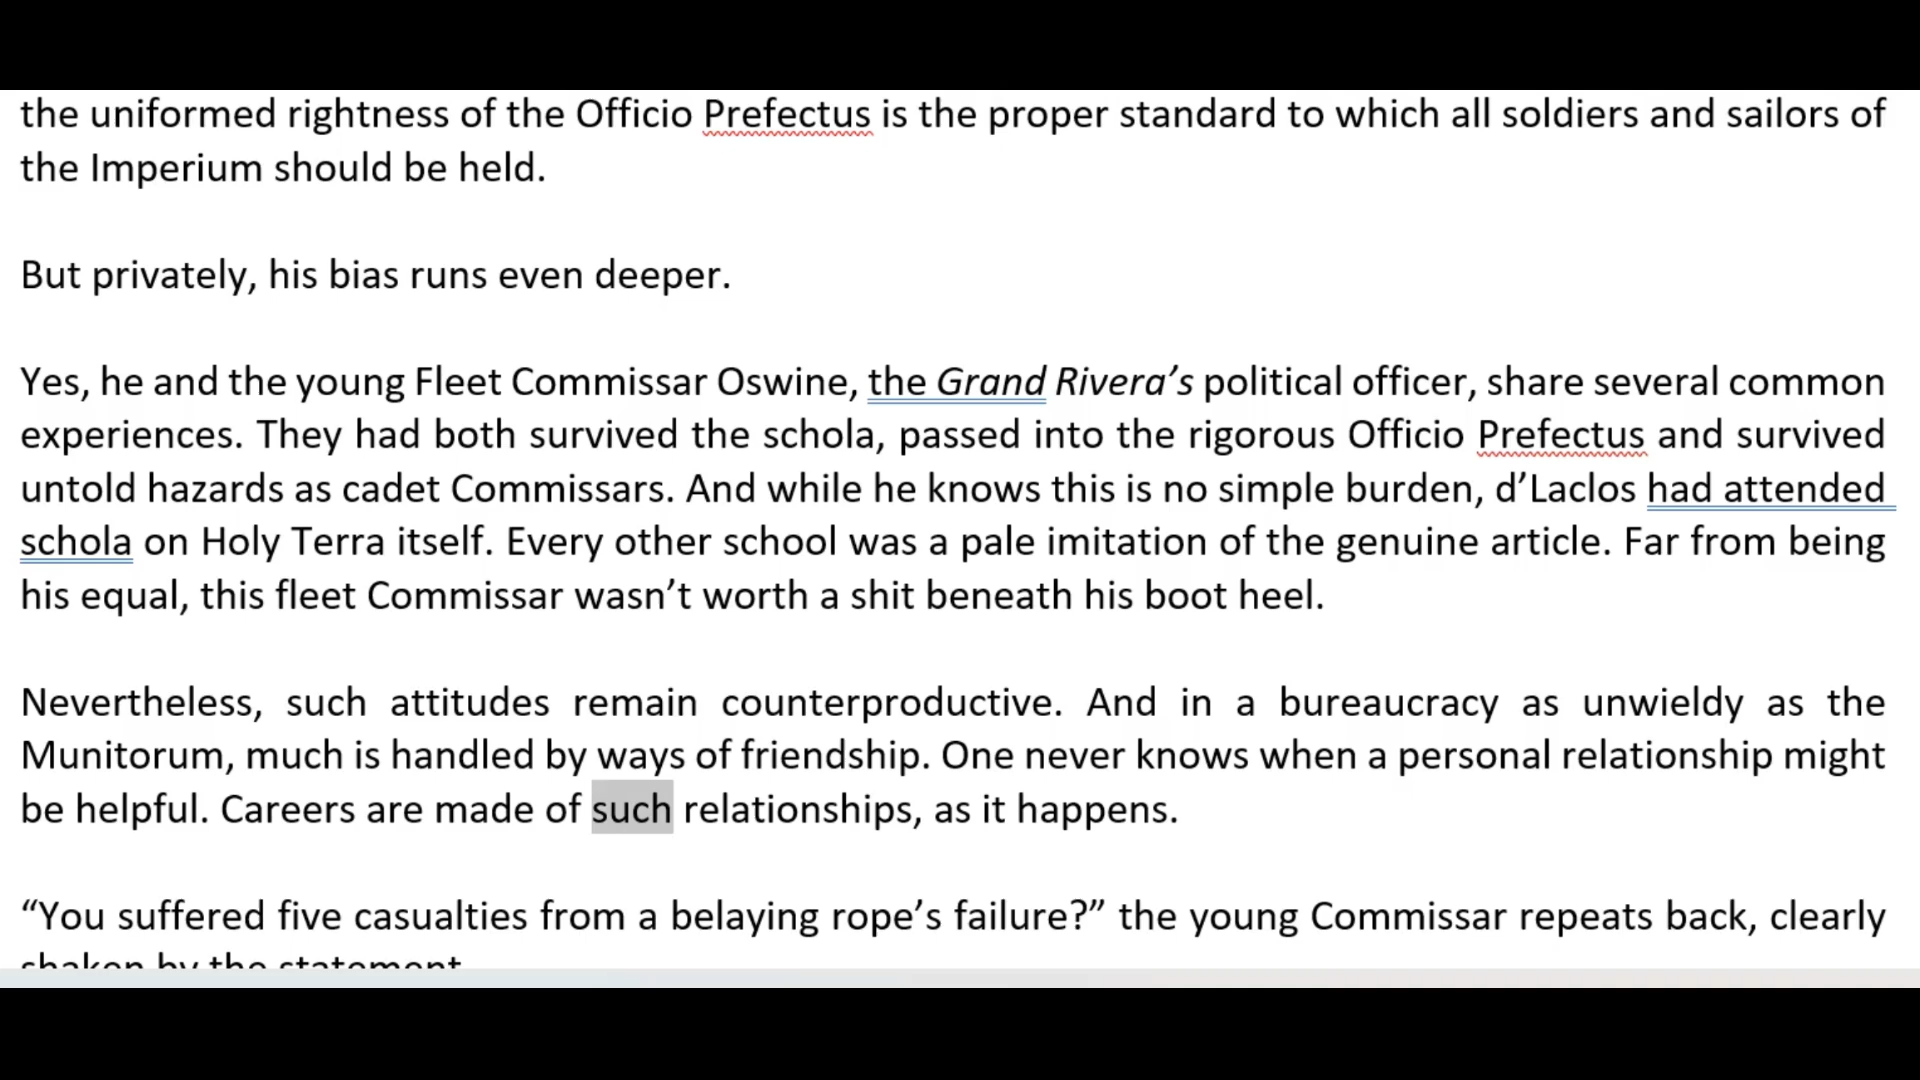 the uniformed rightness of the Officio Prefectus is the proper standard to which all soldiers and sailors of
the Imperium should be held.
But privately, his bias runs even deeper.
Yes, he and the young Fleet Commissar Oswine, the Grand Rivera’s political officer, share several common
experiences. They had both survived the schola, passed into the rigorous Officio Prefectus and survived
untold hazards as cadet Commissars. And while he knows this is no simple burden, d’Laclos had attended
schola on Holy Terra itself. Every other school was a pale imitation of the genuine article. Far from being
his equal, this fleet Commissar wasn’t worth a shit beneath his boot heel.
Nevertheless, such attitudes remain counterproductive. And in a bureaucracy as unwieldy as the
Munitorum, much is handled by ways of friendship. One never knows when a personal relationship might
be helpful. Careers are made of such relationships, as it happens.
“You suffered five casualties from a belaying rope’s failure?” the young Commissar repeats back, clearly
shaken by the statement